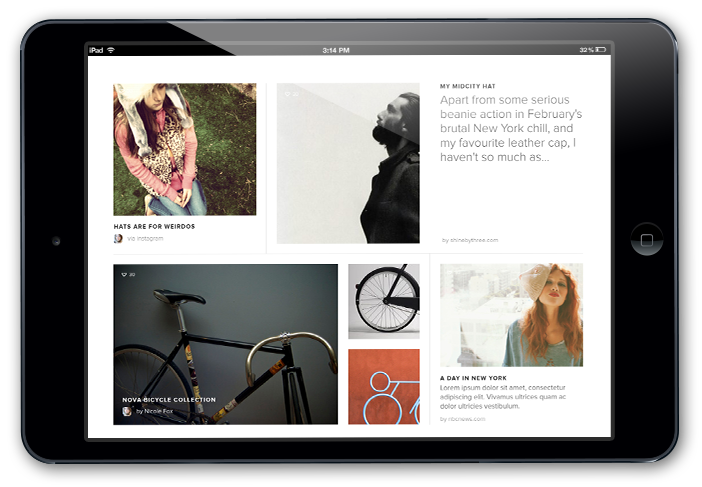 iPad
3:14 PM
32%
MY MIDCITY HAT
Apart from some serious
beanie action in February's
brutal New York chill, and
my favourite leather cap, I
haven't so much as...
by shinebythree.com
HATS ARE FOR WEIRDOS
via Instagram
20
NOVA BICYCLE COLLECTION
by Nicole Fox
A DAY IN NEW YORK
Lorem ipsum dolor sit amet, consectetur
adipiscing elit. Vivamus ultrices quam ac
dolor ultricies vestibulum.
by nbcnews.com